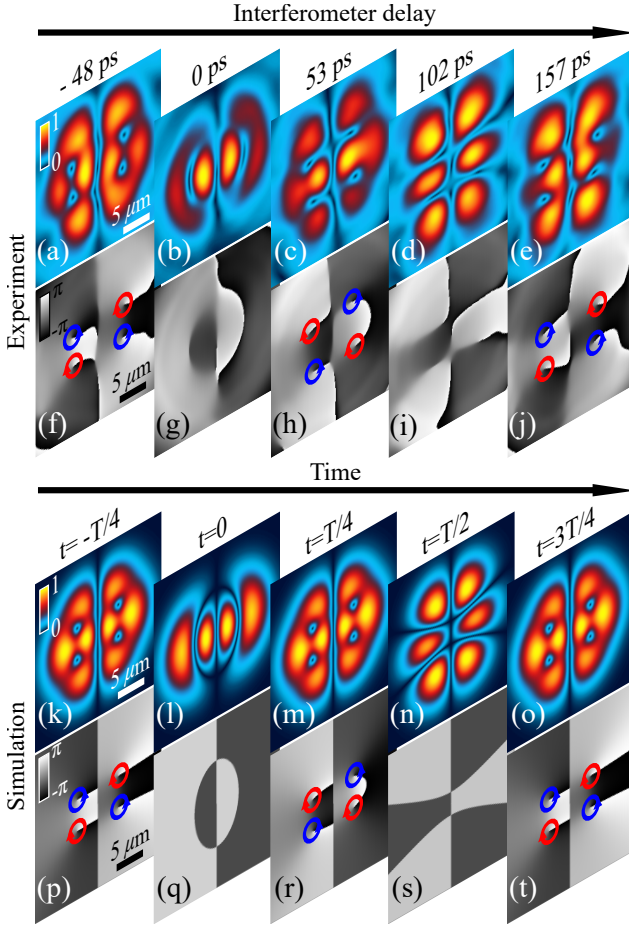 Interferometer delay
- 48 ps 0 ps 53 ps 102 ps 157 ps
1
0
5 μm
(a) (b) (c) (d) (e)
Experiment
π
-π
5 μm
(f) (g) (h) (i) (j)
Time
t= -T/4 t=0 t=T/4 t=T/2 t=3T/4
1
0
5 μm
(k) (l) (m) (n) (o)
Simulation
π
-π
5 μm
(p) (q) (r) (s) (t)